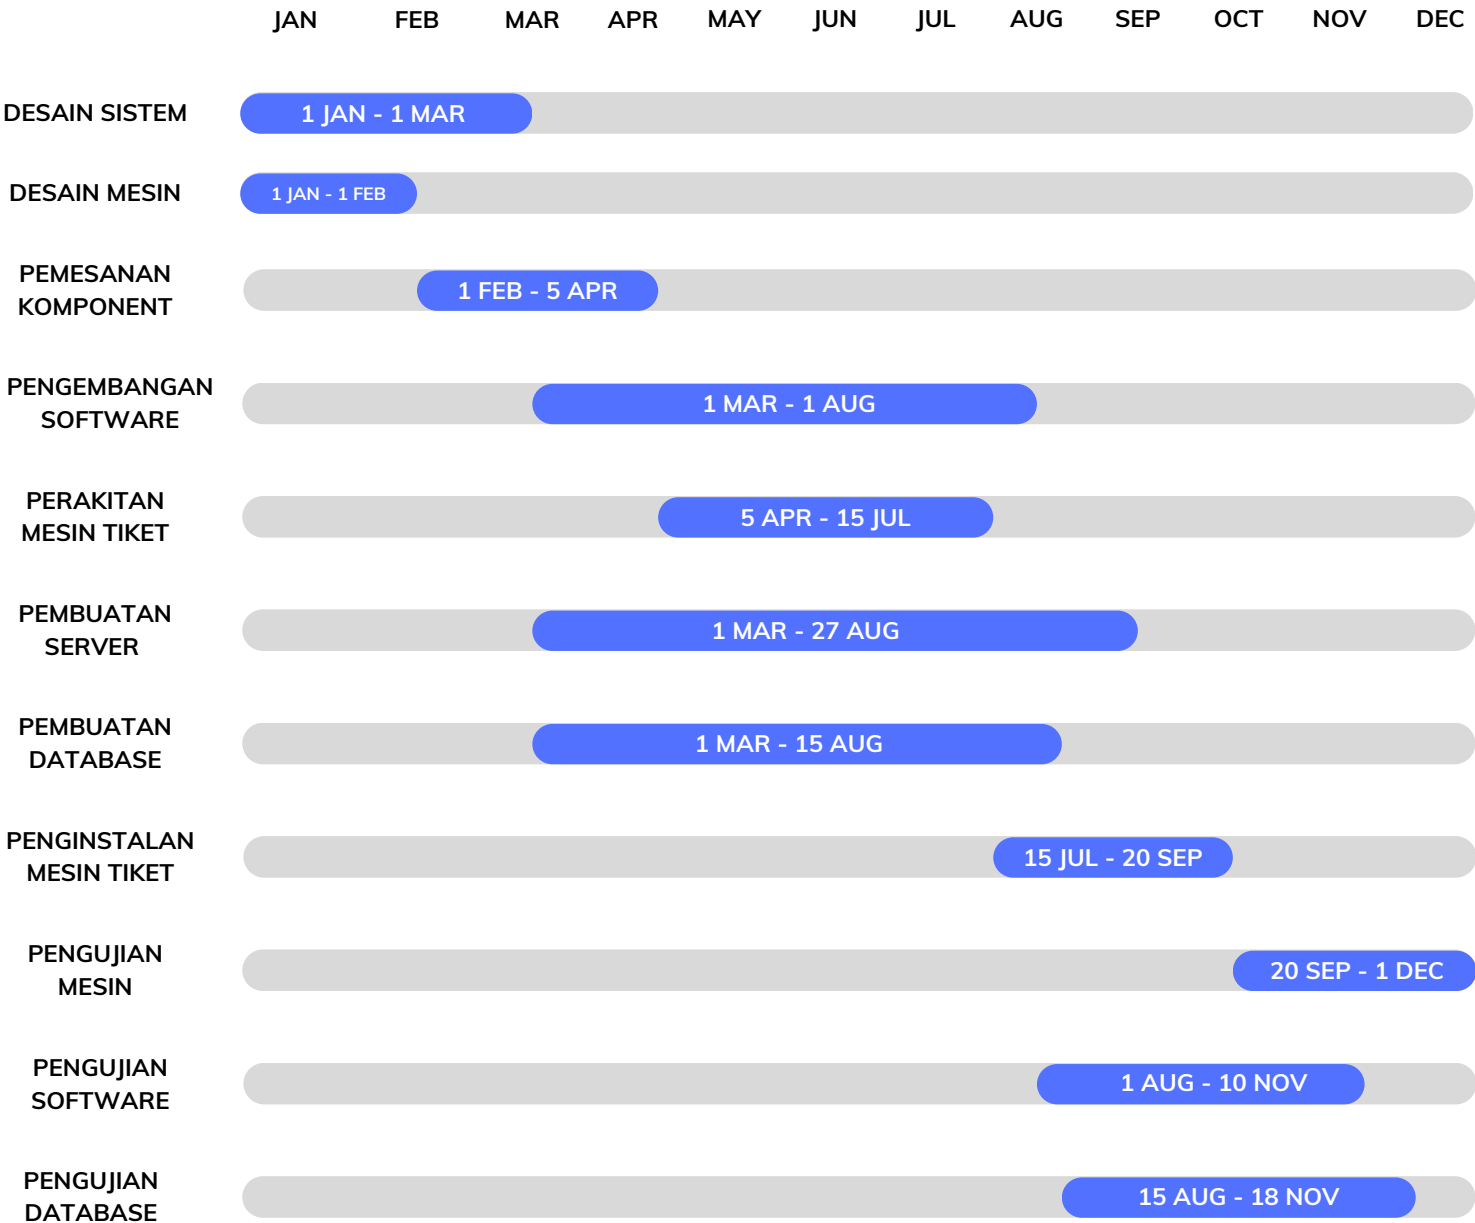 JAN FEB MAR APR MAY JUN JUL AUG SEP OCT NOV DEC
DESAIN SISTEM
1 JAN - 1 MAR
DESAIN MESIN
1 JAN - 1 FEB
PEMESANAN
KOMPONENT
1 FEB - 5 APR
PENGEMBANGAN
SOFTWARE
1 MAR - 1 AUG
PERAKITAN
MESIN TIKET
5 APR - 15 JUL
PEMBUATAN
SERVER
1 MAR - 27 AUG
PEMBUATAN
DATABASE
1 MAR - 15 AUG
PENGINSTALAN
MESIN TIKET
15 JUL - 20 SEP
PENGUJIAN
MESIN
20 SEP - 1 DEC
PENGUJIAN
SOFTWARE
1 AUG - 10 NOV
PENGUJIAN
DATABASE
15 AUG - 18 NOV